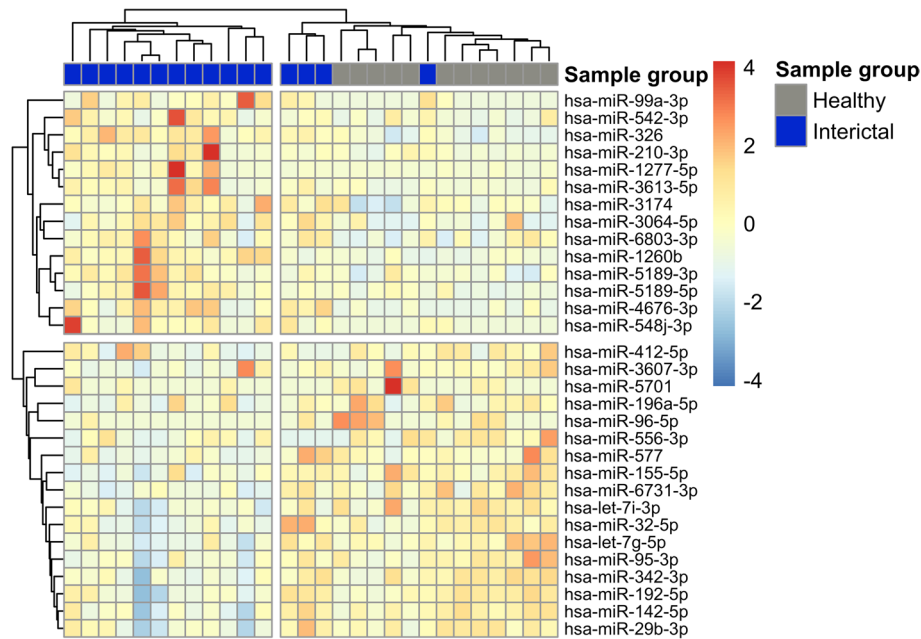 Sample group
hsa-miR-99a-3p
hsa-miR-542-3p
hsa-miR-326
hsa-miR-210-3p
hsa-miR-1277-5p
hsa-miR-3613-5p
hsa-miR-3174
hsa-miR-3064-5p
hsa-miR-6803-3p
hsa-miR-1260b
hsa-miR-5189-3p
hsa-miR-5189-5p
hsa-miR-4676-3p
hsa-miR-548j-3p
hsa-miR-412-5p
hsa-miR-3607-3p
hsa-miR-5701
hsa-miR-196a-5p
hsa-miR-96-5p
hsa-miR-556-3p
hsa-miR-577
hsa-miR-155-5p
hsa-miR-6731-3p
hsa-let-7i-3p
hsa-miR-32-5p
hsa-let-7g-5p
hsa-miR-95-3p
hsa-miR-342-3p
hsa-miR-192-5p
hsa-miR-142-5p
hsa-miR-29b-3p
4
2
0
-2
-4
Sample group
Healthy
Interictal